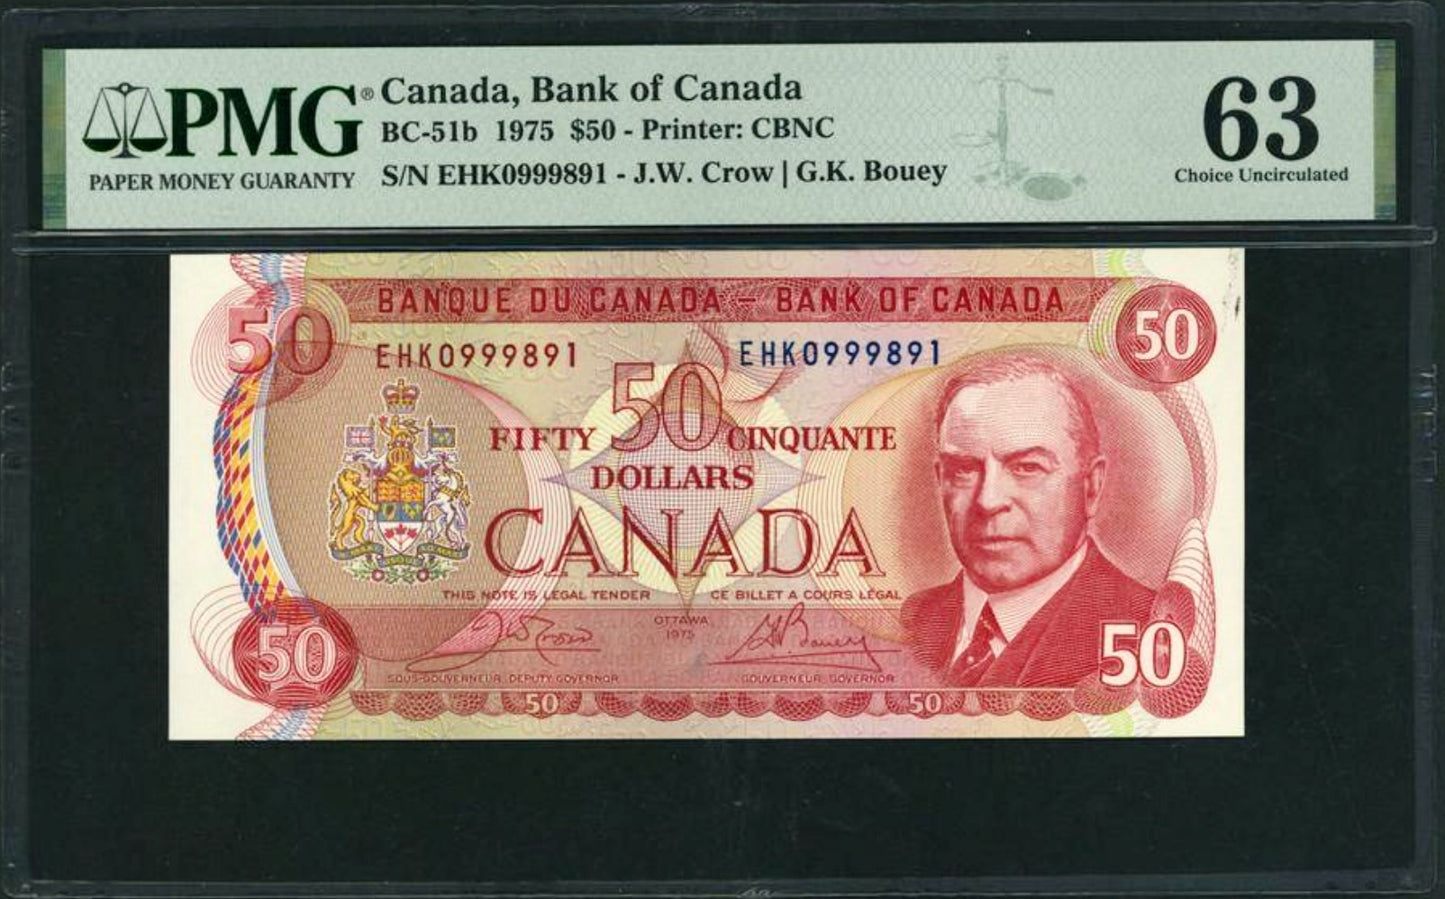 PMG®
PAPER MONEY GUARANTY
Canada, Bank of Canada
BC-51b 1975 $50 - Printer: CBNC
S/N EHK0999891 - J.W. Crow | G.K. Bouey
63
Choice Uncirculated
BANQUE DU CANADA – BANK OF CANADA
50
50
EHK0999891
EHK0999891
FIFTY 50 CINQUANTE
DOLLARS
CANADA
THIS NOTE IS LEGAL TENDER CE BILLET A COURS LÉGAL
OTTAWA
1975
J W Crow
G K Bouey
SOUS-GOUVERNEUR, DEPUTY GOVERNOR
GOUVERNEUR, GOVERNOR
50
50
50
50